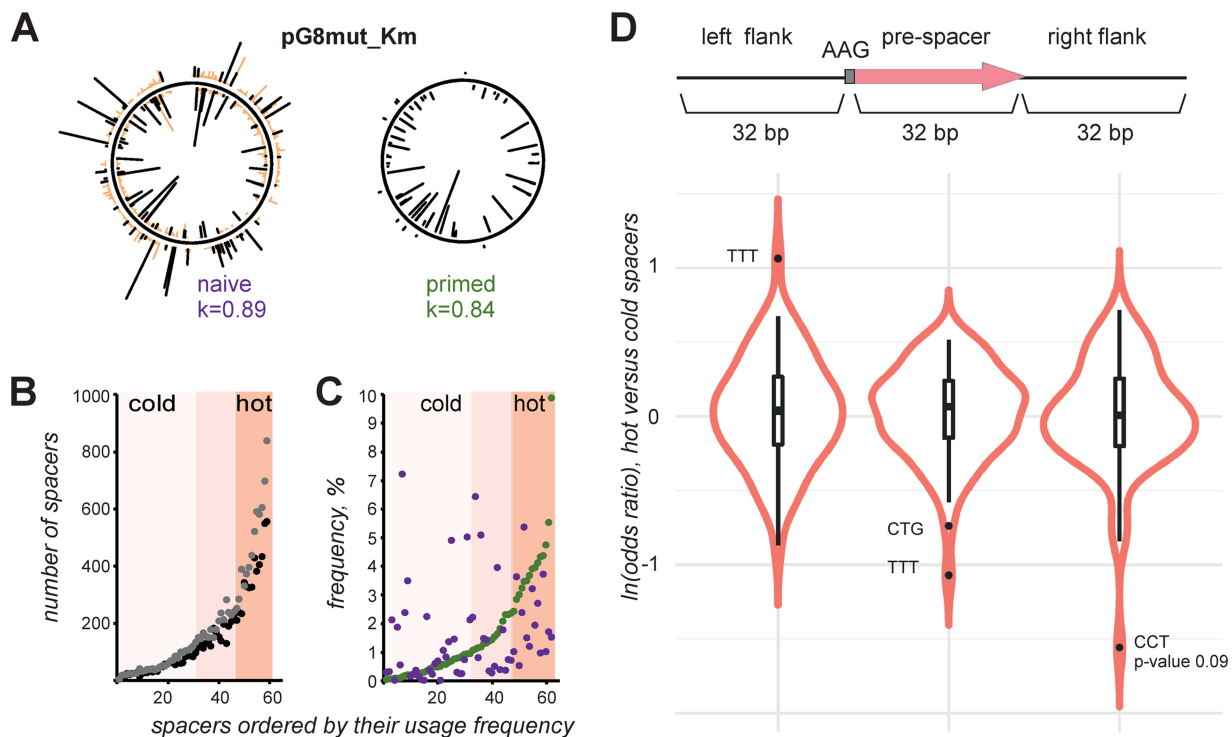 A
pG8mut_Km
naive
k=0.89
primed
k=0.84
B
number of spacers
1000
800
600
400
200
cold
hot
20
40
60
C
frequency, %
10
9
8
7
6
5
4
3
2
1
0
cold
hot
20
40
60
spacers ordered by their usage frequency
D
left flank
AAG
pre-spacer
right flank
32 bp
32 bp
32 bp
ln(odds ratio), hot versus cold spacers
1
0
-1
TTT
CTG
TTT
CCT
p-value 0.09